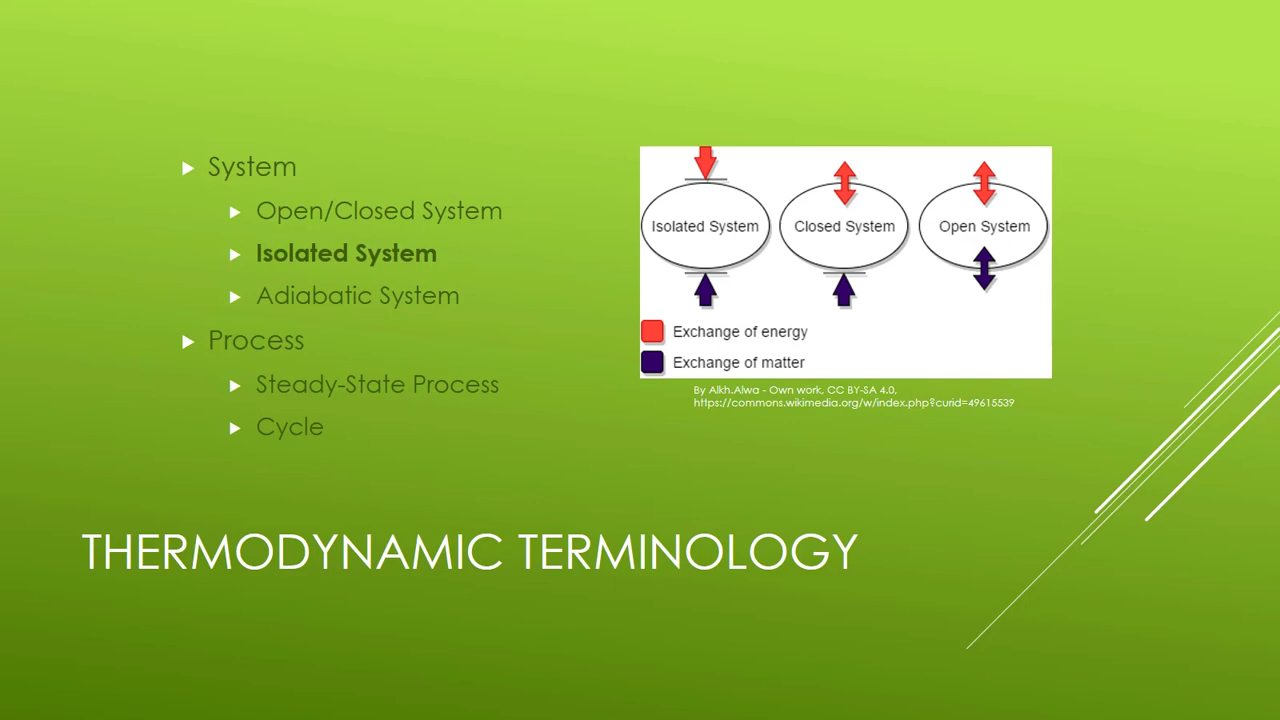 System
Open/Closed System
Isolated System
Adiabatic System
Process
Steady-State Process
Cycle
Isolated System
Closed System
Open System
Exchange of energy
Exchange of matter
By Alkh.Alwa - Own work, CC BY-SA 4.0,
https://commons.wikimedia.org/w/index.php?curid=49615539
THERMODYNAMIC TERMINOLOGY